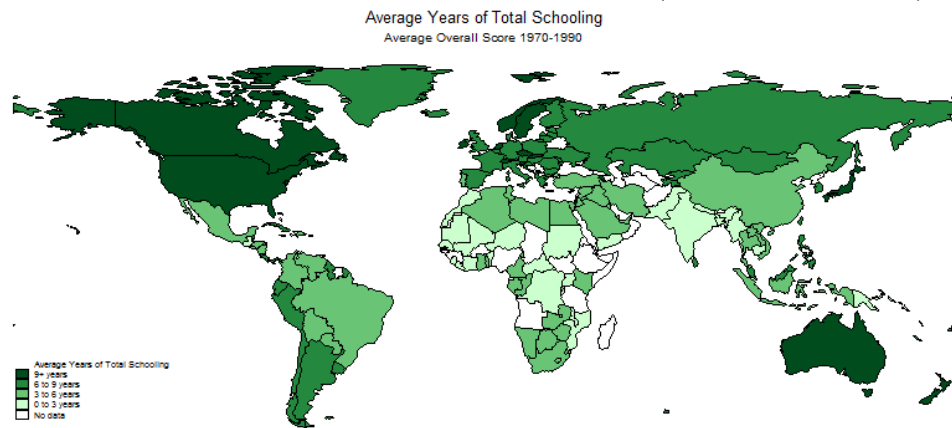 Average Years of Total Schooling
Average Overall Score 1970-1990
Average Years of Total Schooling
9+ years
6 to 9 years
3 to 6 years
0 to 3 years
No data